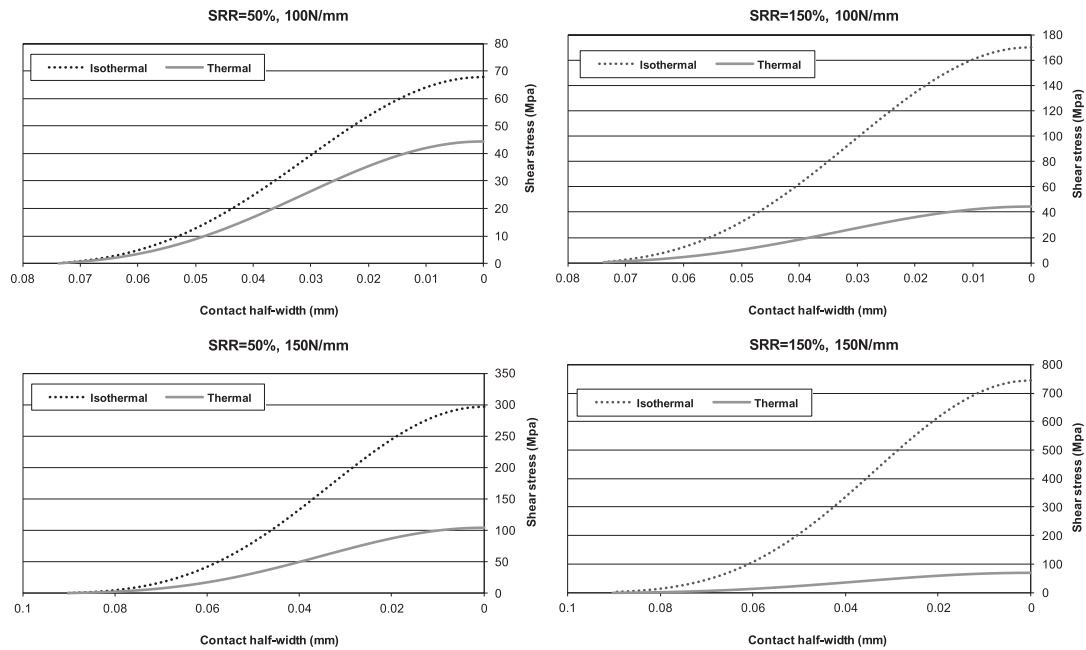 SRR=50%, 100N/mm
Isothermal Thermal
80
70
60
50
40
30
20
10
0
Shear stress (Mpa)
0.08 0.07 0.06 0.05 0.04 0.03 0.02 0.01 0
Contact half-width (mm)
SRR=150%, 100N/mm
Isothermal Thermal
180
160
140
120
100
80
60
40
20
0
Shear stress (Mpa)
0.08 0.07 0.06 0.05 0.04 0.03 0.02 0.01 0
Contact half-width (mm)
SRR=50%, 150N/mm
Isothermal Thermal
350
300
250
200
150
100
50
0
Shear stress (Mpa)
0.1 0.08 0.06 0.04 0.02 0
Contact half-width (mm)
SRR=150%, 150N/mm
Isothermal Thermal
800
700
600
500
400
300
200
100
0
Shear stress (Mpa)
0.1 0.08 0.06 0.04 0.02 0
Contact half-width (mm)